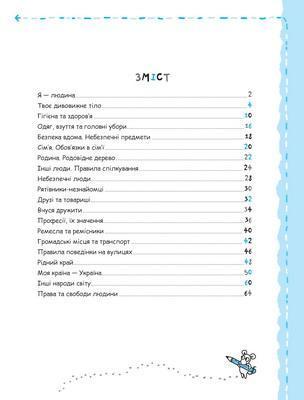 ЗМІСТ
Я — людина 2
Твоє дивовижне тіло 4
Гігієна та здоров'я 10
Одяг, взуття та головні убори 16
Безпека вдома. Небезпечні предмети 18
Сім'я. Обов'язки в сім'ї 20
Родина. Родовідне дерево 22
Інші люди. Правила спілкування 24
Небезпечні люди 28
Рятівники-незнайомці 30
Друзі та товариші 32
Вчуся дружити 34
Професії, їх значення 36
Ремесла та ремісники 40
Громадські місця та транспорт 42
Правила поведінки на вулицях 46
Рідний край 48
Моя країна — Україна 50
Інші народи світу 60
Права та свободи людини 64